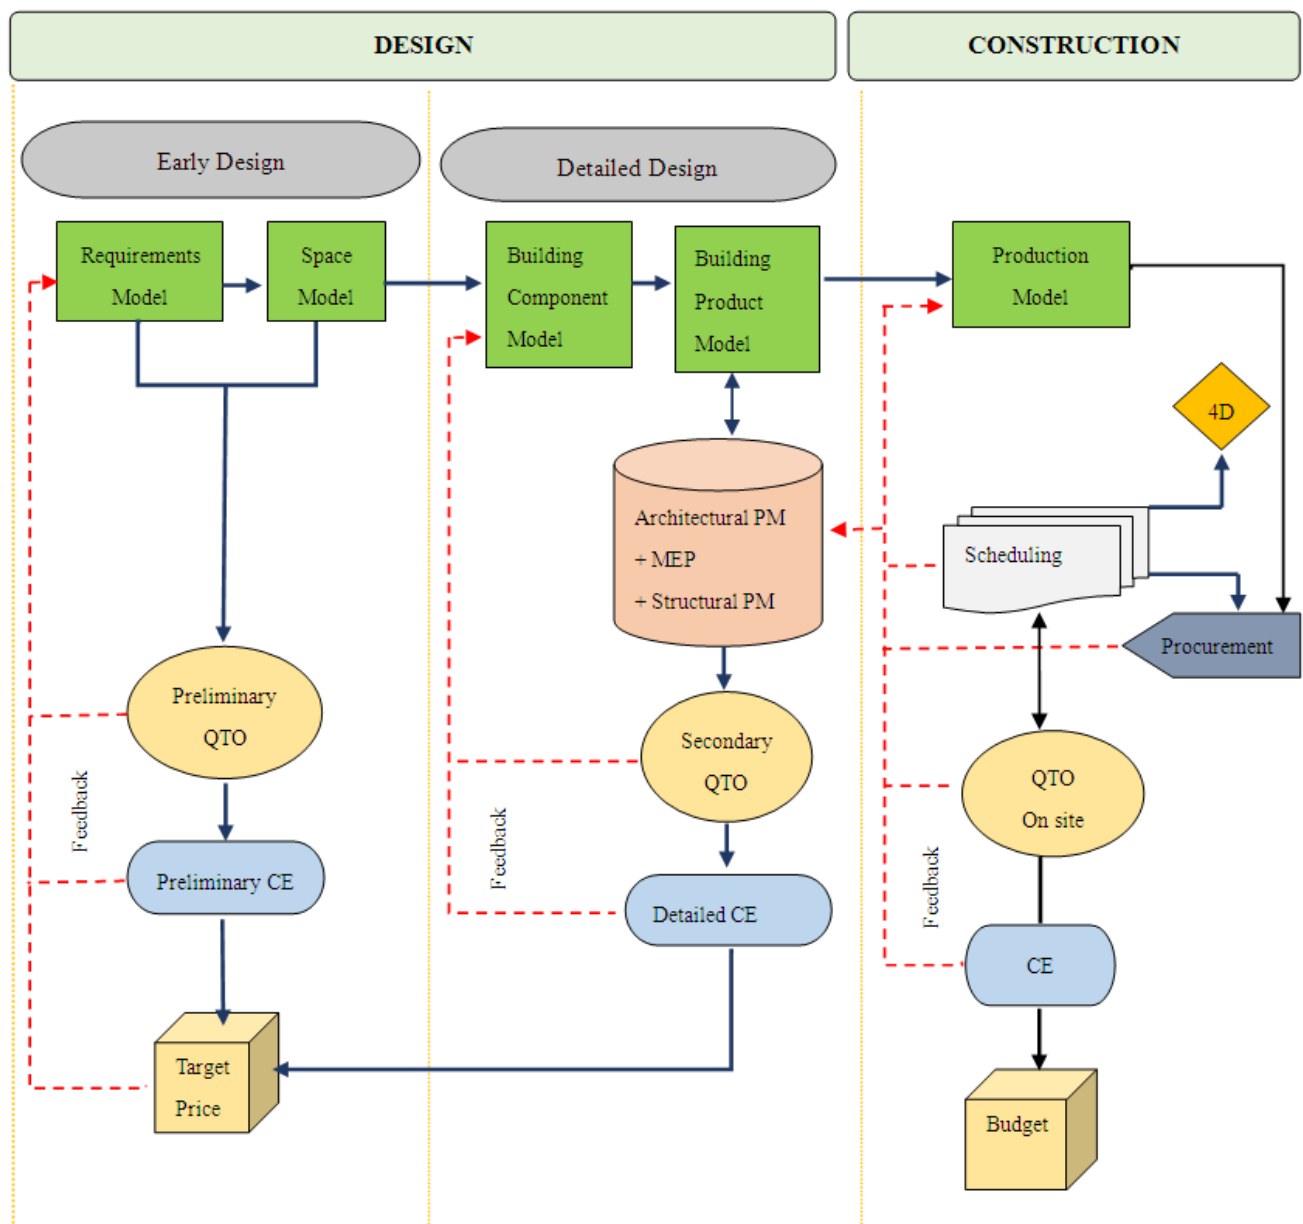 DESIGN
CONSTRUCTION
Early Design
Detailed Design
Requirements
Model
Space
Model
Building
Component
Model
Building
Product
Model
Production
Model
4D
Architectural PM
+ MEP
+ Structural PM
Scheduling
Procurement
Preliminary
QTO
Secondary
QTO
QTO
On site
Feedback
Feedback
Feedback
Preliminary CE
Detailed CE
CE
Target
Price
Budget